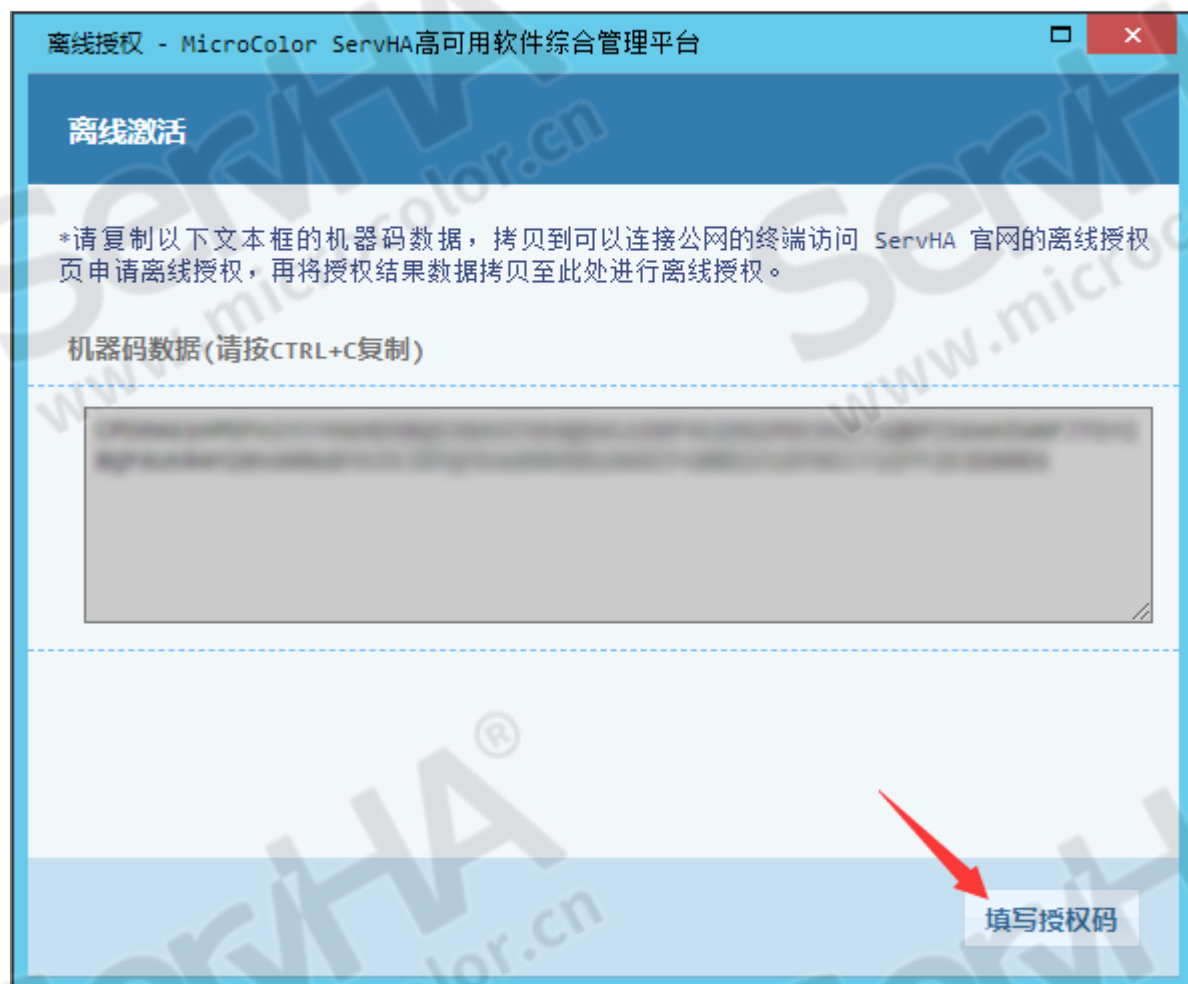 离线授权 - MicroColor ServHA高可用软件综合管理平台
离线激活
*请复制以下文本框的机器码数据，拷贝到可以连接公网的终端访问 ServHA 官网的离线授权
页申请离线授权，再将授权结果数据拷贝至此处进行离线授权。
机器码数据(请按CTRL+C复制)
填写授权码
ServHA®
www.microcolor.cn